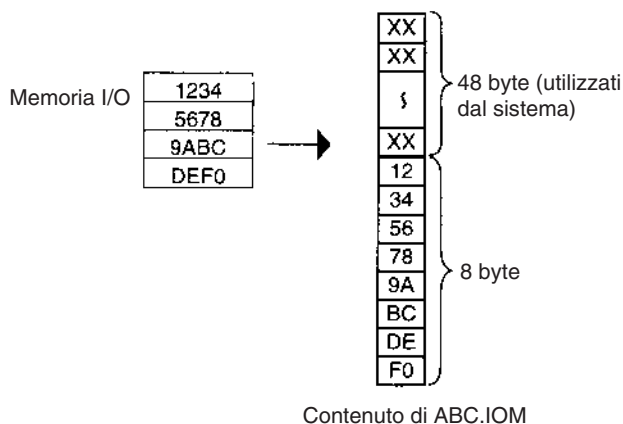 XX
XX
48 byte (utilizzati
dal sistema)
XX
Memoria I/O
1234
5678
9ABC
DEF0
12
34
56
78
9A
BC
DE
F0
8 byte
Contenuto di ABC.IOM